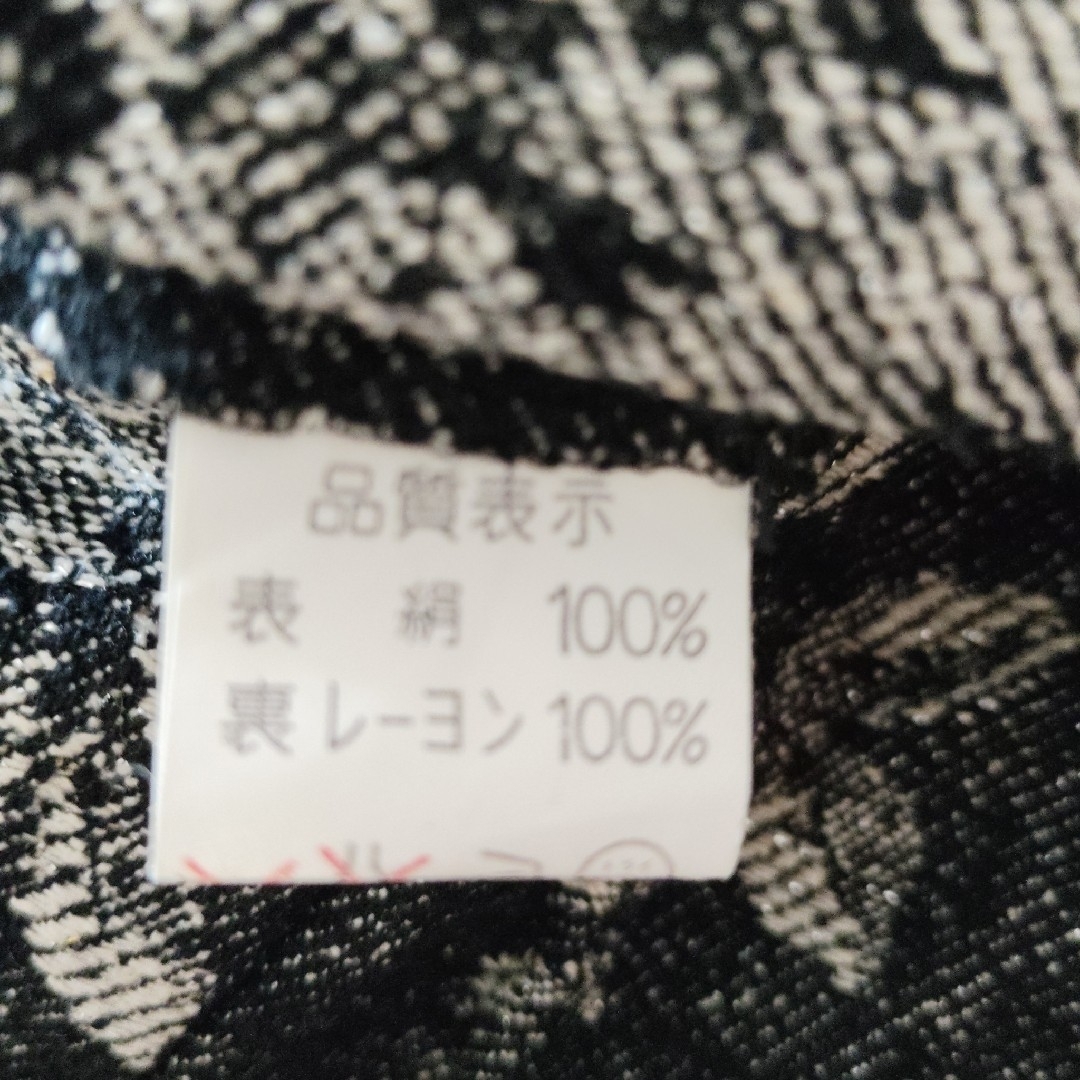 品質表示
表 絹 100%
裏 レーヨン 100%